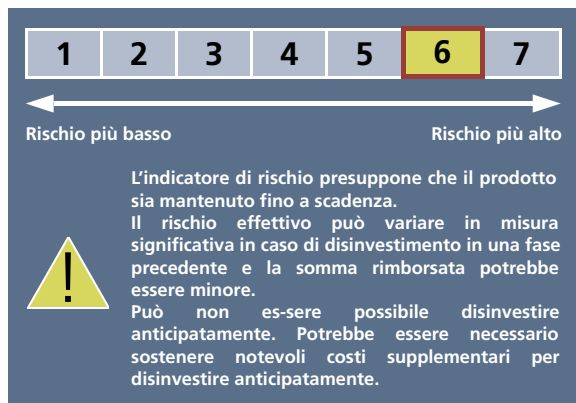 1 2 3 4 5 6 7
Rischio più basso Rischio più alto
L'indicatore di rischio presuppone che il prodotto
sia mantenuto fino a scadenza.
Il rischio effettivo può variare in misura
significativa in caso di disinvestimento in una fase
precedente e la somma rimborsata potrebbe
essere minore.
Può non es-sere possibile disinvestire
anticipatamente. Potrebbe essere necessario
sostenere notevoli costi supplementari per
disinvestire anticipatamente.
!